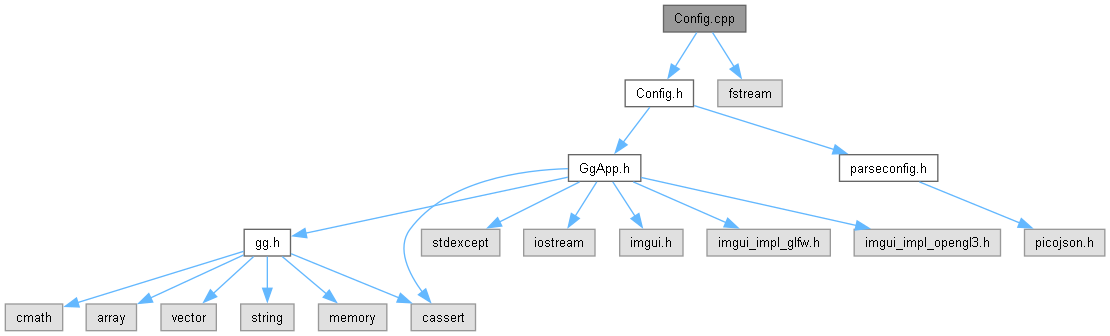 Config.cpp
Config.h
fstream
GgApp.h
parseconfig.h
gg.h
stdexcept
iostream
imgui.h
imgui_impl_glfw.h
imgui_impl_opengl3.h
picojson.h
cmath
array
vector
string
memory
cassert